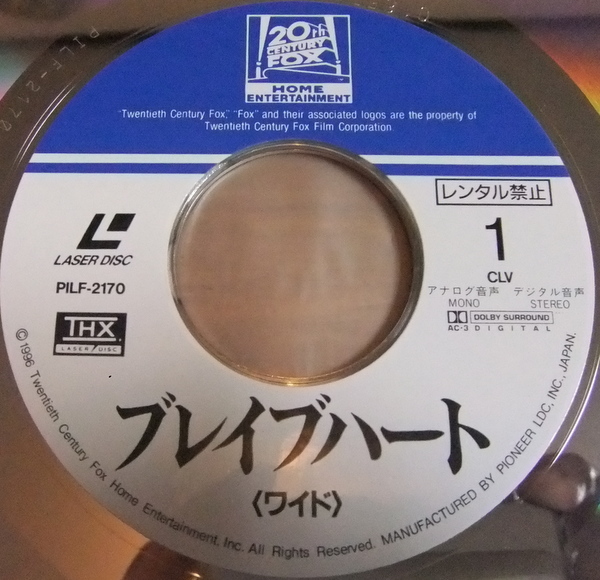 20th
CENTURY
FOX
HOME
ENTERTAINMENT
"Twentieth Century Fox," "Fox" and their associated logos are the property of
Twentieth Century Fox Film Corporation.
PILF-2170
レンタル禁止
LASER DISC
PILF-2170
THX
LASER DISC
1
CLV
アナログ音声 デジタル音声
MONO STEREO
DOLBY SURROUND
AC-3 DIGITAL
ブレイブハート
〈ワイド〉
©1996 Twentieth Century Fox Home Entertainment, Inc. All Rights Reserved. MANUFACTURED BY PIONEER LDC, INC., JAPAN.